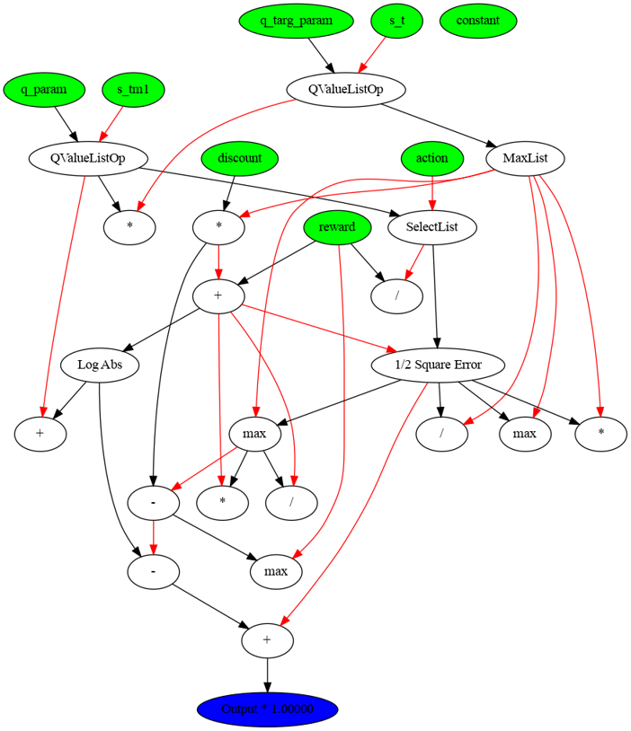 q_targ_param
s_t
constant
QValueListOp
q_param
s_tm1
QValueListOp
discount
action
MaxList
*
*
reward
SelectList
+
/
Log Abs
1/2 Square Error
+
max
/
max
*
-
*
/
-
max
+
Output * 1.00000